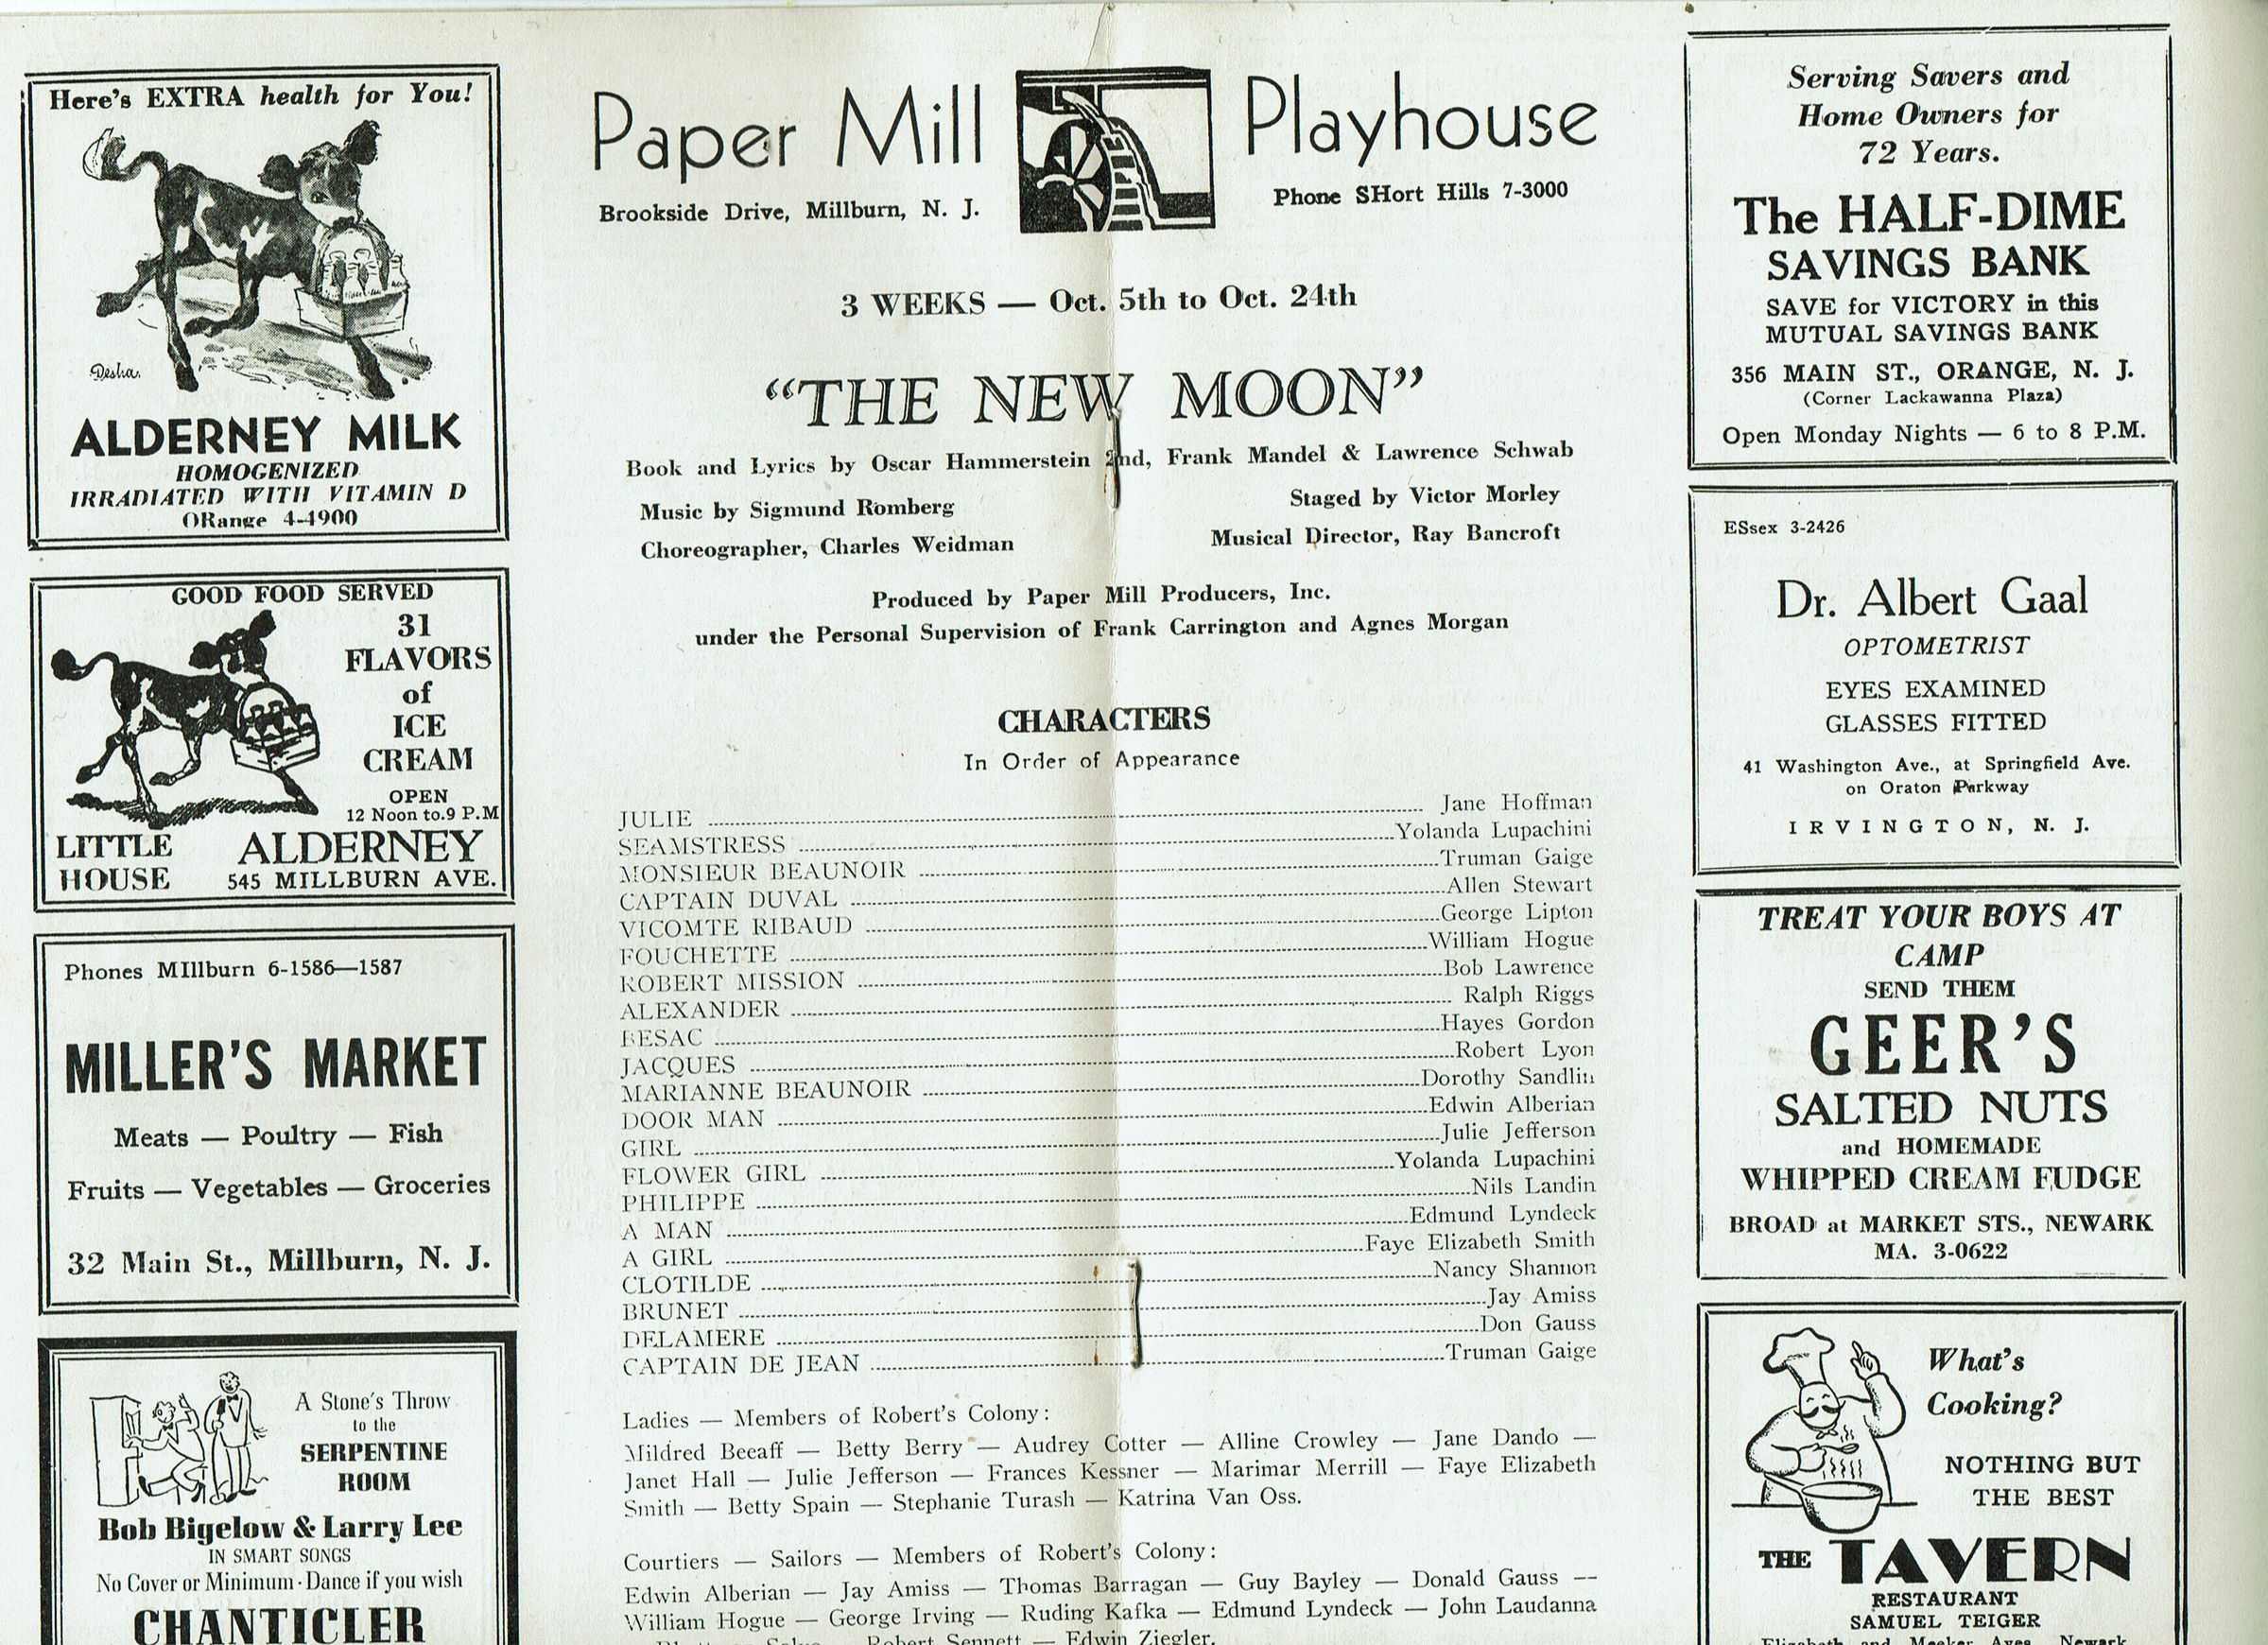 Here's EXTRA health for You!
Desha.
ALDERNEY MILK
HOMOGENIZED
IRRADIATED WITH VITAMIN D
ORange 4-4900
GOOD FOOD SERVED
31
FLAVORS
of
ICE
CREAM
OPEN
12 Noon to.9 P.M
LITTLE
HOUSE
ALDERNEY
545 MILLBURN AVE.
Phones MIllburn 6-1586—1587
MILLER'S MARKET
Meats — Poultry — Fish
Fruits — Vegetables — Groceries
32 Main St., Millburn, N. J.
A Stone's Throw
to the
SERPENTINE
ROOM
Bob Bigelow & Larry Lee
IN SMART SONGS
No Cover or Minimum · Dance if you wish
CHANTICLER
Paper Mill Playhouse
Brookside Drive, Millburn, N. J.
Phone SHort Hills 7-3000
3 WEEKS — Oct. 5th to Oct. 24th
"THE NEW MOON"
Book and Lyrics by Oscar Hammerstein 2nd, Frank Mandel & Lawrence Schwab
Music by Sigmund Romberg
Staged by Victor Morley
Choreographer, Charles Weidman
Musical Director, Ray Bancroft
Produced by Paper Mill Producers, Inc.
under the Personal Supervision of Frank Carrington and Agnes Morgan
CHARACTERS
In Order of Appearance
JULIE Jane Hoffman
SEAMSTRESS Yolanda Lupachini
MONSIEUR BEAUNOIR Truman Gaige
CAPTAIN DUVAL Allen Stewart
VICOMTE RIBAUD George Lipton
FOUCHETTE William Hogue
ROBERT MISSION Bob Lawrence
ALEXANDER Ralph Riggs
BESAC Hayes Gordon
JACQUES Robert Lyon
MARIANNE BEAUNOIR Dorothy Sandlin
DOOR MAN Edwin Alberian
GIRL Julie Jefferson
FLOWER GIRL Yolanda Lupachini
PHILIPPE Nils Landin
A MAN Edmund Lyndeck
A GIRL Faye Elizabeth Smith
CLOTILDE Nancy Shannon
BRUNET Jay Amiss
DELAMERE Don Gauss
CAPTAIN DE JEAN Truman Gaige
Ladies — Members of Robert's Colony:
Mildred Beeaff — Betty Berry — Audrey Cotter — Alline Crowley — Jane Dando —
Janet Hall — Julie Jefferson — Frances Kessner — Marimar Merrill — Faye Elizabeth
Smith — Betty Spain — Stephanie Turash — Katrina Van Oss.
Courtiers — Sailors — Members of Robert's Colony:
Edwin Alberian — Jay Amiss — Thomas Barragan — Guy Bayley — Donald Gauss —
William Hogue — George Irving — Ruding Kafka — Edmund Lyndeck — John Laudanna
Robert Sennett — Edwin Ziegler.
Serving Savers and
Home Owners for
72 Years.
The HALF-DIME
SAVINGS BANK
SAVE for VICTORY in this
MUTUAL SAVINGS BANK
356 MAIN ST., ORANGE, N. J.
(Corner Lackawanna Plaza)
Open Monday Nights — 6 to 8 P.M.
ESsex 3-2426
Dr. Albert Gaal
OPTOMETRIST
EYES EXAMINED
GLASSES FITTED
41 Washington Ave., at Springfield Ave.
on Oraton Parkway
IRVINGTON, N. J.
TREAT YOUR BOYS AT
CAMP
SEND THEM
GEER'S
SALTED NUTS
and HOMEMADE
WHIPPED CREAM FUDGE
BROAD at MARKET STS., NEWARK
MA. 3-0622
What's
Cooking?
NOTHING BUT
THE BEST
THE TAVERN
RESTAURANT
SAMUEL TEIGER
Elizabeth and Meeker Aves., Newark